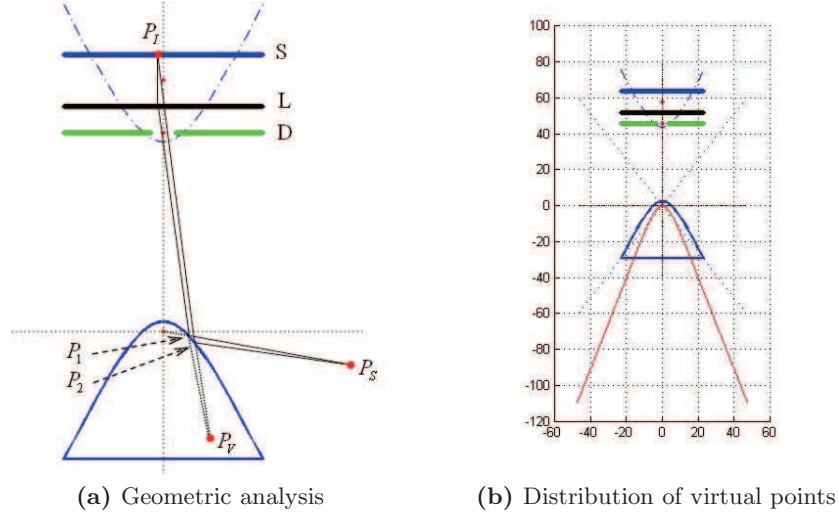 P_I
S
L
D
P_1
P_2
P_S
P_V
(a) Geometric analysis
100
80
60
40
20
0
-20
-40
-60
-80
-100
-120
-60 -40 -20 0 20 40 60
(b) Distribution of virtual points